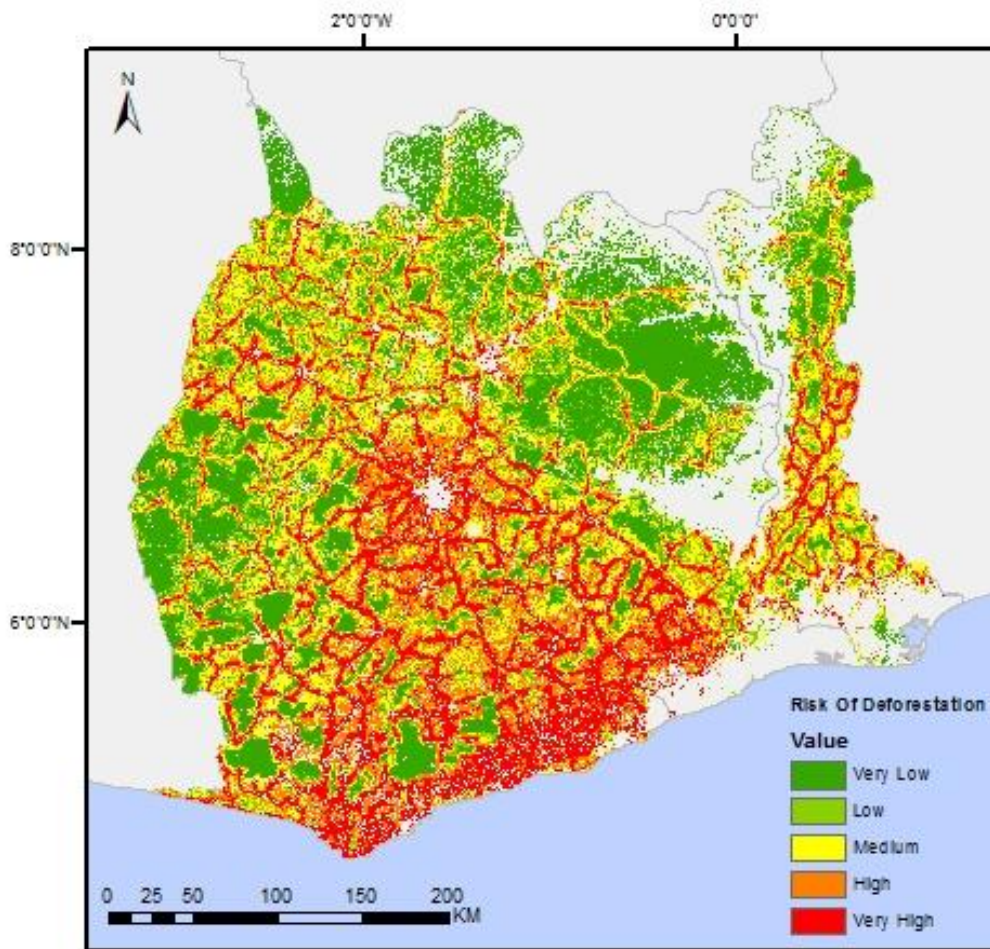 2°0'0"W 0°0'0"
N
8°0'0"N
6°0'0"N
Risk Of Deforestation
Value
Very Low
Low
Medium
High
Very High
0 25 50 100 150 200
KM